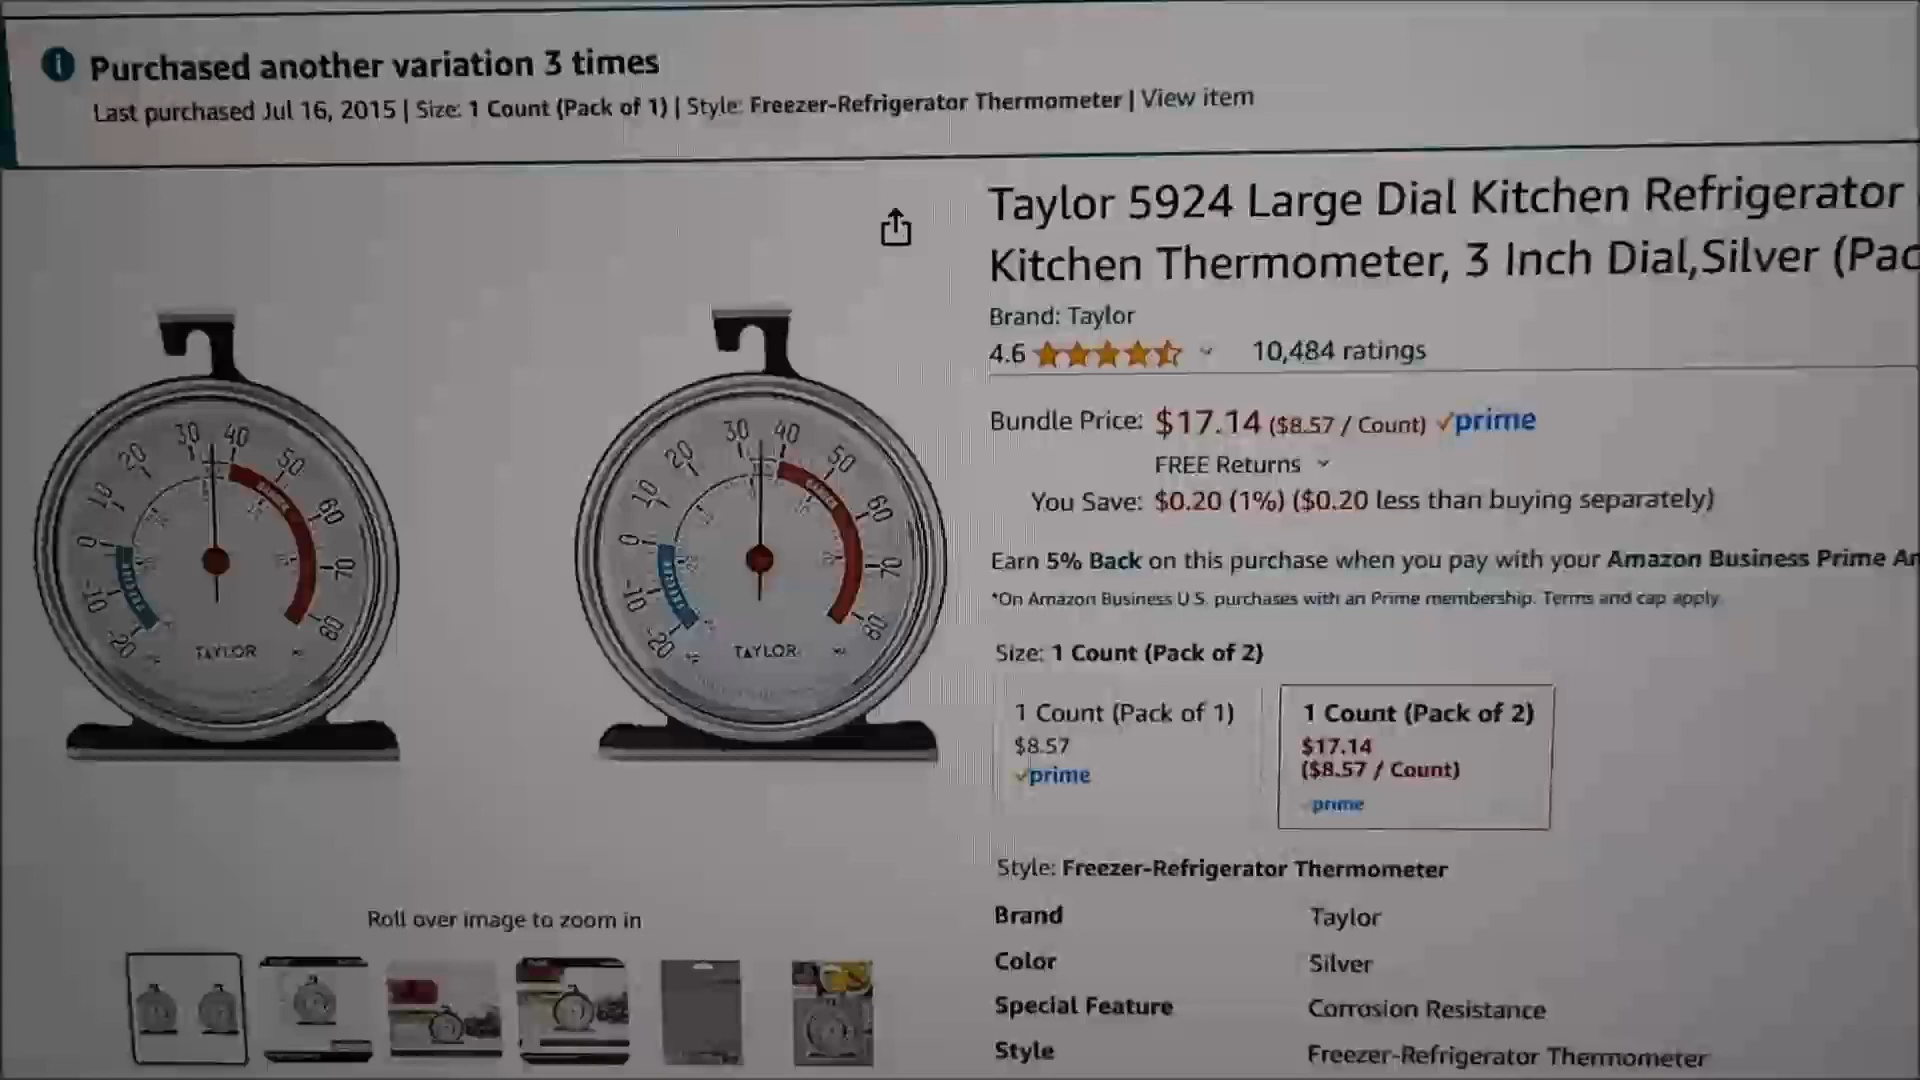 Purchased another variation 3 times
Last purchased Jul 16, 2015 | Size: 1 Count (Pack of 1) | Style: Freezer-Refrigerator Thermometer | View item
Taylor 5924 Large Dial Kitchen Refrigerator
Kitchen Thermometer, 3 Inch Dial,Silver (Pac
Brand: Taylor
4.6 10,484 ratings
Bundle Price: $17.14 ($8.57 / Count) prime
FREE Returns
You Save: $0.20 (1%) ($0.20 less than buying separately)
Earn 5% Back on this purchase when you pay with your Amazon Business Prime Am
*On Amazon Business U.S. purchases with an Prime membership. Terms and cap apply.
Size: 1 Count (Pack of 2)
1 Count (Pack of 1)
$8.57
prime
1 Count (Pack of 2)
$17.14
($8.57 / Count)
prime
Style: Freezer-Refrigerator Thermometer
Brand Taylor
Color Silver
Special Feature Corrosion Resistance
Style Freezer-Refrigerator Thermometer
-20 -10 0 10 20 30 40 50 60 70 80
TAYLOR
-20 -10 0 10 20 30 40 50 60 70 80
TAYLOR
Roll over image to zoom in